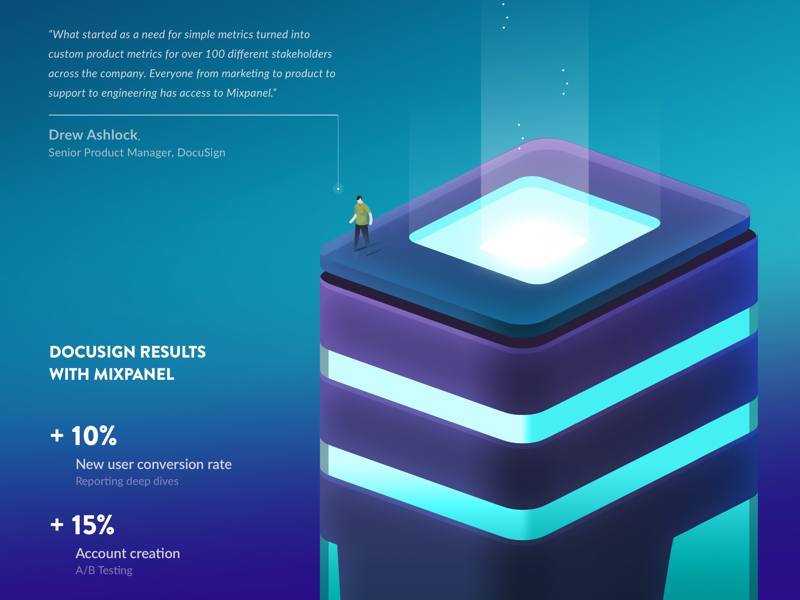 “What started as a need for simple metrics turned into
custom product metrics for over 100 different stakeholders
across the company. Everyone from marketing to product to
support to engineering has access to Mixpanel.”
Drew Ashlock,
Senior Product Manager, DocuSign
DOCUSIGN RESULTS
WITH MIXPANEL
+ 10%
New user conversion rate
Reporting deep dives
+ 15%
Account creation
A/B Testing